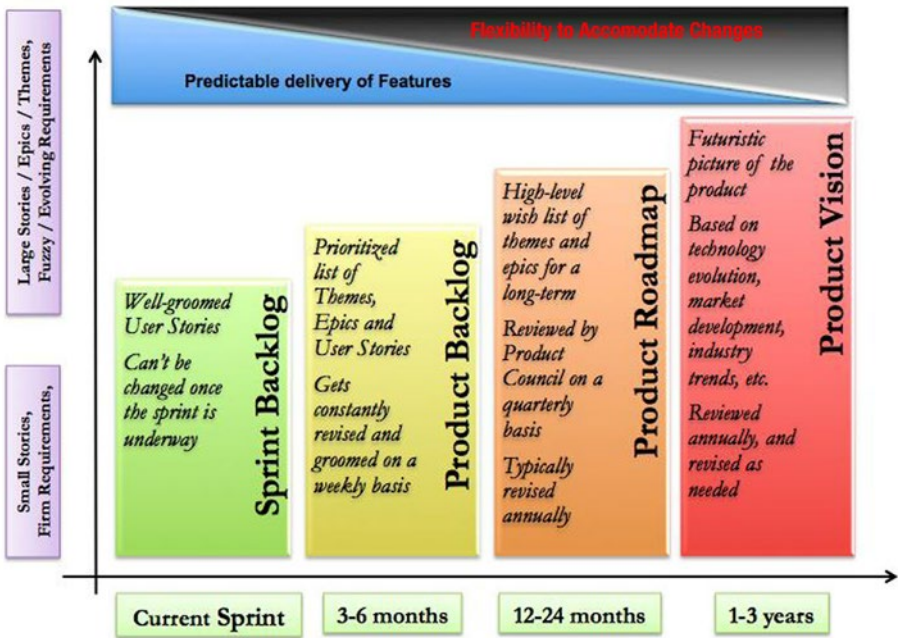 Flexibility to Accomodate Changes
Predictable delivery of Features
Large Stories / Epics / Themes,
Fuzzy / Evolving Requirements
Small Stories,
Firm Requirements,
Well-groomed
User Stories
Can't be
changed once
the sprint is
underway
Sprint Backlog
Prioritized
list of
Themes,
Epics and
User Stories
Gets
constantly
revised and
groomed on a
weekly basis
Product Backlog
High-level
wish list of
themes and
epics for a
long-term
Reviewed by
Product
Council on a
quarterly
basis
Typically
revised
annually
Product Roadmap
Futuristic
picture of the
product
Based on
technology
evolution,
market
development,
industry
trends, etc.
Reviewed
annually, and
revised as
needed
Product Vision
Current Sprint
3-6 months
12-24 months
1-3 years